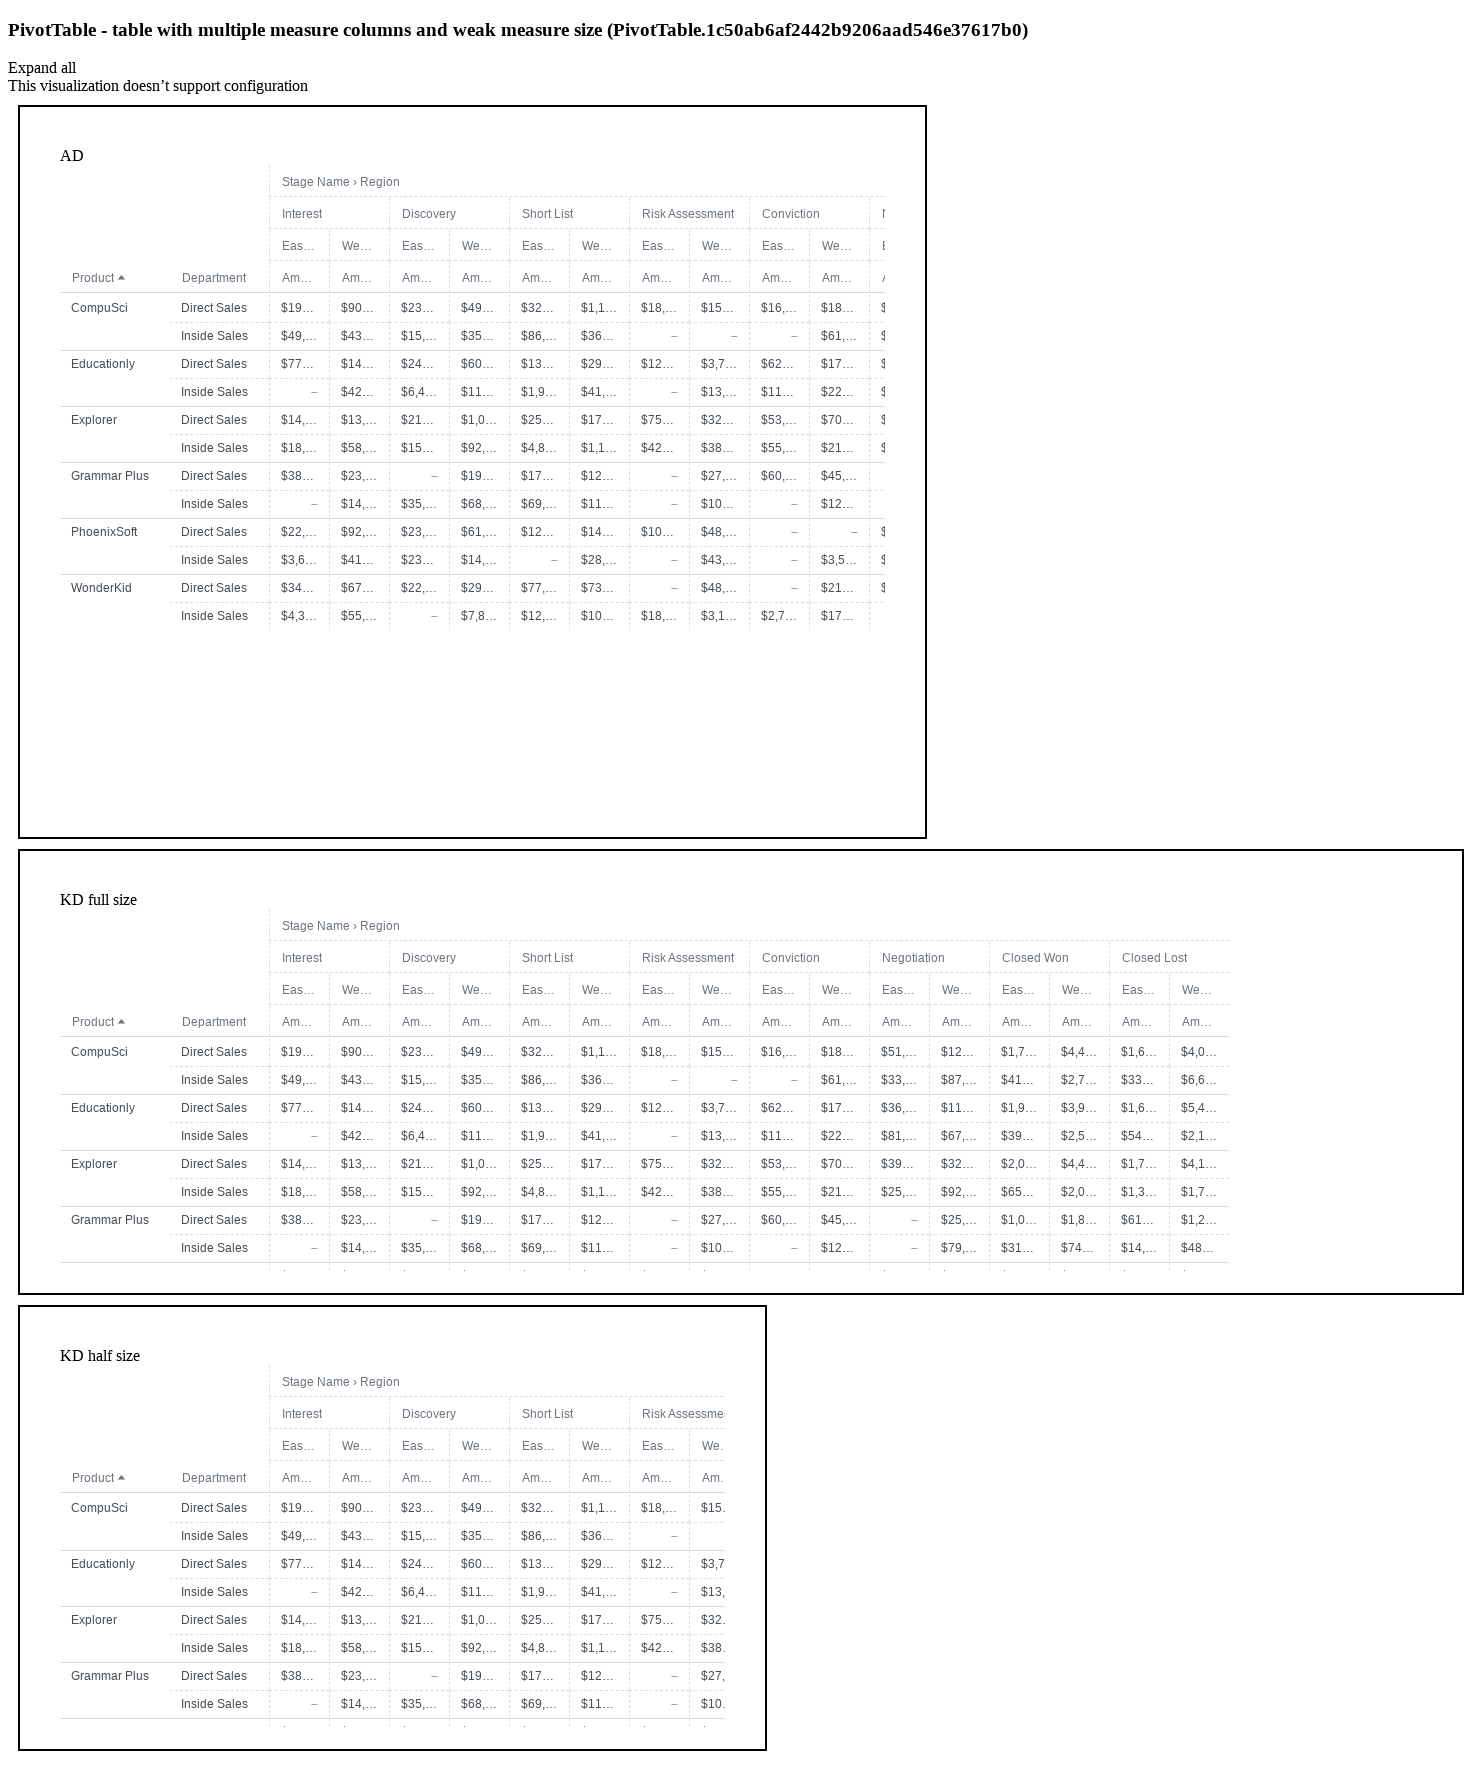 PivotTable - table with multiple measure columns and weak measure size (PivotTable.1c50ab6af2442b9206aad546e37617b0)
Expand all
This visualization doesn’t support configuration
AD
Stage Name › Region
Interest Discovery Short List Risk Assessment Conviction
Eas… We… Eas… We… Eas… We… Eas… We… Eas… We…
Product Department Am… Am… Am… Am… Am… Am… Am… Am… Am… Am…
CompuSci Direct Sales $19… $90… $23… $49… $32… $1,1… $18,… $15… $16,… $18…
Inside Sales $49,… $43… $15,… $35… $86,… $36… – – – $61,…
Educationly Direct Sales $77… $14… $24… $60… $13… $29… $12… $3,7… $62… $17…
Inside Sales – $42… $6,4… $11… $1,9… $41,… – $13,… $11… $22…
Explorer Direct Sales $14,… $13,… $21… $1,0… $25… $17… $75… $32… $53,… $70…
Inside Sales $18,… $58,… $15… $92,… $4,8… $1,1… $42… $38… $55,… $21…
Grammar Plus Direct Sales $38… $23,… – $19… $17… $12… – $27,… $60,… $45,…
Inside Sales – $14,… $35,… $68,… $69,… $11… – $10… – $12…
PhoenixSoft Direct Sales $22,… $92,… $23,… $61,… $12… $14… $10… $48,… – –
Inside Sales $3,6… $41… $23… $14,… – $28,… – $43,… – $3,5…
WonderKid Direct Sales $34… $67… $22,… $29… $77,… $73… – $48,… – $21…
Inside Sales $4,3… $55,… – $7,8… $12,… $10… $18,… $3,1… $2,7… $17…
KD full size
Stage Name › Region
Interest Discovery Short List Risk Assessment Conviction Negotiation Closed Won Closed Lost
Eas… We… Eas… We… Eas… We… Eas… We… Eas… We… Eas… We… Eas… We… Eas… We…
Product Department Am… Am… Am… Am… Am… Am… Am… Am… Am… Am… Am… Am… Am… Am… Am… Am…
CompuSci Direct Sales $19… $90… $23… $49… $32… $1,1… $18,… $15… $16,… $18… $51,… $12… $1,7… $4,4… $1,6… $4,0…
Inside Sales $49,… $43… $15,… $35… $86,… $36… – – – $61,… $33,… $87,… $41… $2,7… $33… $6,6…
Educationly Direct Sales $77… $14… $24… $60… $13… $29… $12… $3,7… $62… $17… $36,… $11… $1,9… $3,9… $1,6… $5,4…
Inside Sales – $42… $6,4… $11… $1,9… $41,… – $13,… $11… $22… $81,… $67,… $39… $2,5… $54… $2,1…
Explorer Direct Sales $14,… $13,… $21… $1,0… $25… $17… $75… $32… $53,… $70… $39… $32… $2,0… $4,4… $1,7… $4,1…
Inside Sales $18,… $58,… $15… $92,… $4,8… $1,1… $42… $38… $55,… $21… $25,… $92,… $65… $2,0… $1,3… $1,7…
Grammar Plus Direct Sales $38… $23,… – $19… $17… $12… – $27,… $60,… $45,… – $25,… $1,0… $1,8… $61… $1,2…
Inside Sales – $14,… $35,… $68,… $69,… $11… – $10… – $12… – $79,… $31… $74… $14,… $48…
KD half size
Stage Name › Region
Interest Discovery Short List Risk Assessme
Eas… We… Eas… We… Eas… We… Eas… We.
Product Department Am… Am… Am… Am… Am… Am… Am… Am.
CompuSci Direct Sales $19… $90… $23… $49… $32… $1,1… $18,… $15.
Inside Sales $49,… $43… $15,… $35… $86,… $36… –
Educationly Direct Sales $77… $14… $24… $60… $13… $29… $12… $3,7
Inside Sales – $42… $6,4… $11… $1,9… $41,… – $13,
Explorer Direct Sales $14,… $13,… $21… $1,0… $25… $17… $75… $32.
Inside Sales $18,… $58,… $15… $92,… $4,8… $1,1… $42… $38.
Grammar Plus Direct Sales $38… $23,… – $19… $17… $12… – $27,
Inside Sales – $14,… $35,… $68,… $69,… $11… – $10.